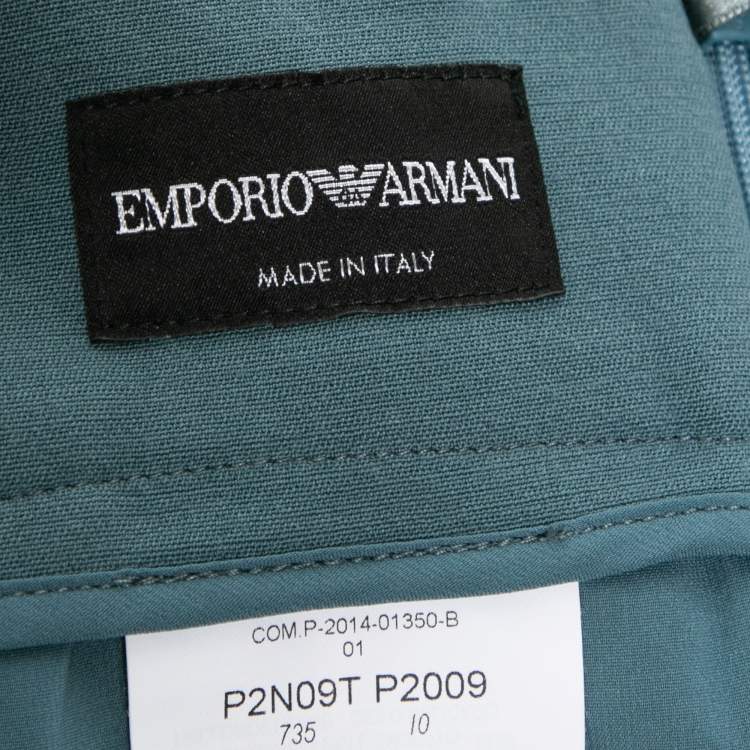 EMPORIO ARMANI
MADE IN ITALY
COM.P-2014-01350-B
01
P2N09T P2009
735 10